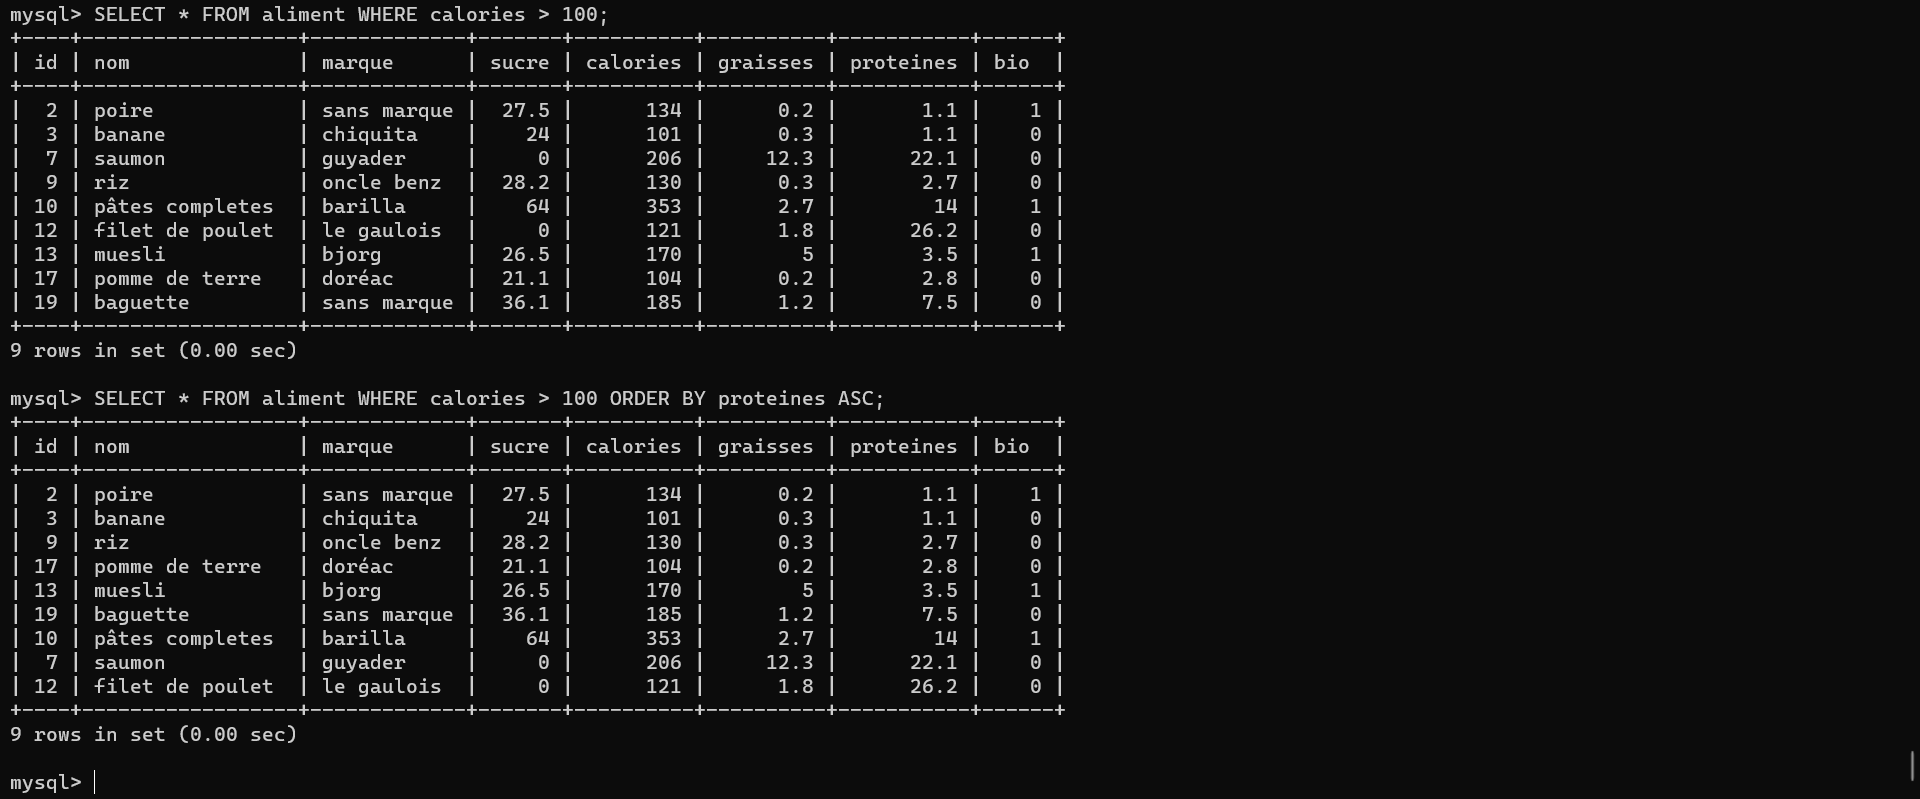 mysql> SELECT * FROM aliment WHERE calories > 100;
+----+------------------+-------------+-------+----------+----------+-----------+------+
| id | nom              | marque      | sucre | calories | graisses | proteines | bio  |
+----+------------------+-------------+-------+----------+----------+-----------+------+
|  2 | poire            | sans marque |  27.5 |      134 |      0.2 |       1.1 |    1 |
|  3 | banane           | chiquita    |    24 |      101 |      0.3 |       1.1 |    0 |
|  7 | saumon           | guyader     |     0 |      206 |     12.3 |      22.1 |    0 |
|  9 | riz              | oncle benz  |  28.2 |      130 |      0.3 |       2.7 |    0 |
| 10 | pâtes completes  | barilla     |    64 |      353 |      2.7 |        14 |    1 |
| 12 | filet de poulet  | le gaulois  |     0 |      121 |      1.8 |      26.2 |    0 |
| 13 | muesli           | bjorg       |  26.5 |      170 |        5 |       3.5 |    1 |
| 17 | pomme de terre   | doréac      |  21.1 |      104 |      0.2 |       2.8 |    0 |
| 19 | baguette         | sans marque |  36.1 |      185 |      1.2 |       7.5 |    0 |
+----+------------------+-------------+-------+----------+----------+-----------+------+
9 rows in set (0.00 sec)

mysql> SELECT * FROM aliment WHERE calories > 100 ORDER BY proteines ASC;
+----+------------------+-------------+-------+----------+----------+-----------+------+
| id | nom              | marque      | sucre | calories | graisses | proteines | bio  |
+----+------------------+-------------+-------+----------+----------+-----------+------+
|  2 | poire            | sans marque |  27.5 |      134 |      0.2 |       1.1 |    1 |
|  3 | banane           | chiquita    |    24 |      101 |      0.3 |       1.1 |    0 |
|  9 | riz              | oncle benz  |  28.2 |      130 |      0.3 |       2.7 |    0 |
| 17 | pomme de terre   | doréac      |  21.1 |      104 |      0.2 |       2.8 |    0 |
| 13 | muesli           | bjorg       |  26.5 |      170 |        5 |       3.5 |    1 |
| 19 | baguette         | sans marque |  36.1 |      185 |      1.2 |       7.5 |    0 |
| 10 | pâtes completes  | barilla     |    64 |      353 |      2.7 |        14 |    1 |
|  7 | saumon           | guyader     |     0 |      206 |     12.3 |      22.1 |    0 |
| 12 | filet de poulet  | le gaulois  |     0 |      121 |      1.8 |      26.2 |    0 |
+----+------------------+-------------+-------+----------+----------+-----------+------+
9 rows in set (0.00 sec)

mysql>